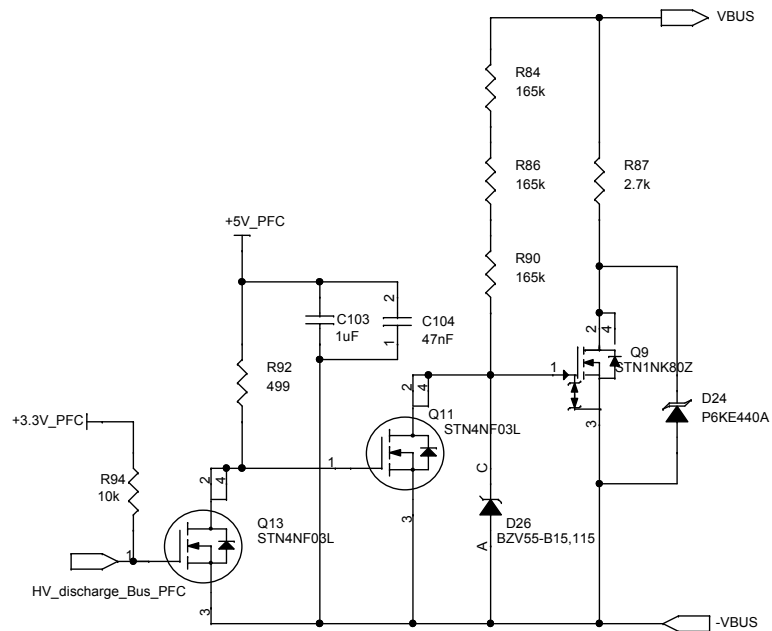 VBUS
R84
165k
R86
165k
R87
2.7k
+5V_PFC
R90
165k
2
C103
1uF
C104
47nF
1
2
4
Q9
STN1NK80Z
1
R92
499
2
4
Q11
STN4NF03L
D24
P6KE440A
3
+3.3V_PFC
R94
10k
2
4
1
C
Q13
STN4NF03L
3
D26
BZV55-B15,115
1
A
HV_discharge_Bus_PFC
3
-VBUS